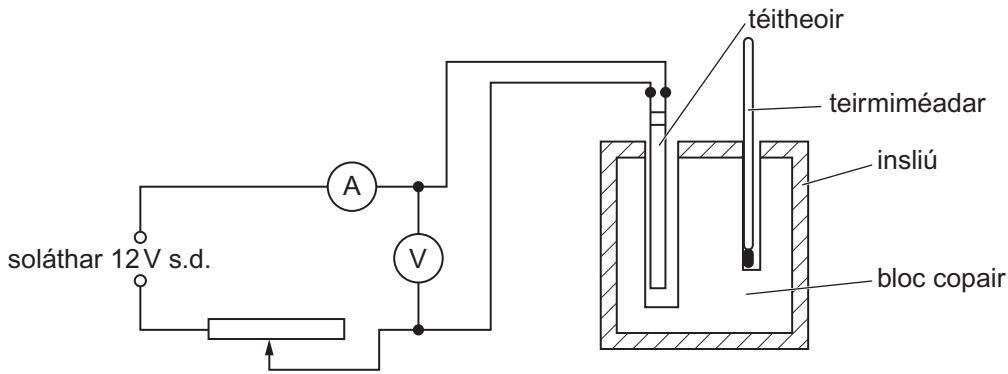 téitheoir
teirmiméadar
insliú
A
soláthar 12 V s.d.
V
bloc copair